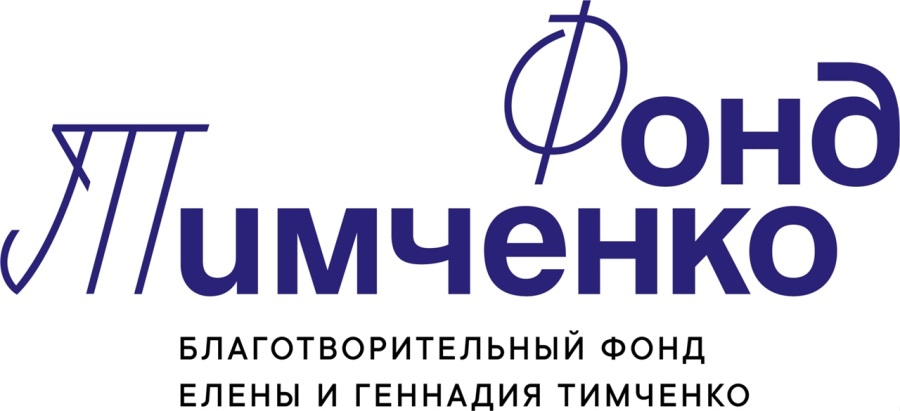 Фонд
Тимченко
БЛАГОТВОРИТЕЛЬНЫЙ ФОНД
ЕЛЕНЫ И ГЕННАДИЯ ТИМЧЕНКО